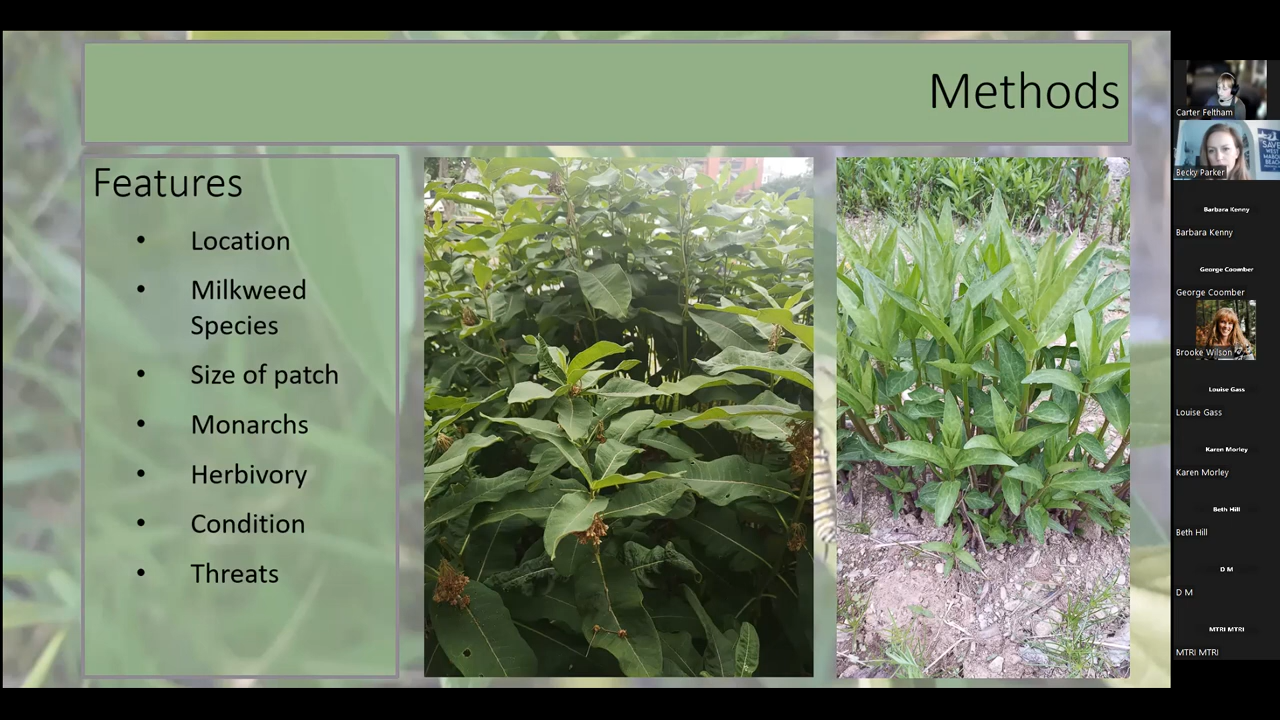 Methods
Features
• Location
• Milkweed
Species
• Size of patch
• Monarchs
• Herbivory
• Condition
• Threats
Carter Feltham
SAVE
Becky Parker
Barbara Kenny
Barbara Kenny
George Coomber
George Coomber
Brooke Wilson
Louise Gass
Louise Gass
Karen Morley
Karen Morley
Beth Hill
Beth Hill
D M
D M
MTRI MTRI
MTRI MTRI